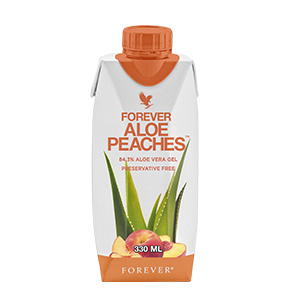 FOREVER
ALOE
PEACHES™
84,3% ALOE VERA GEL
PRESERVATIVE FREE
330 ML
FOREVER®